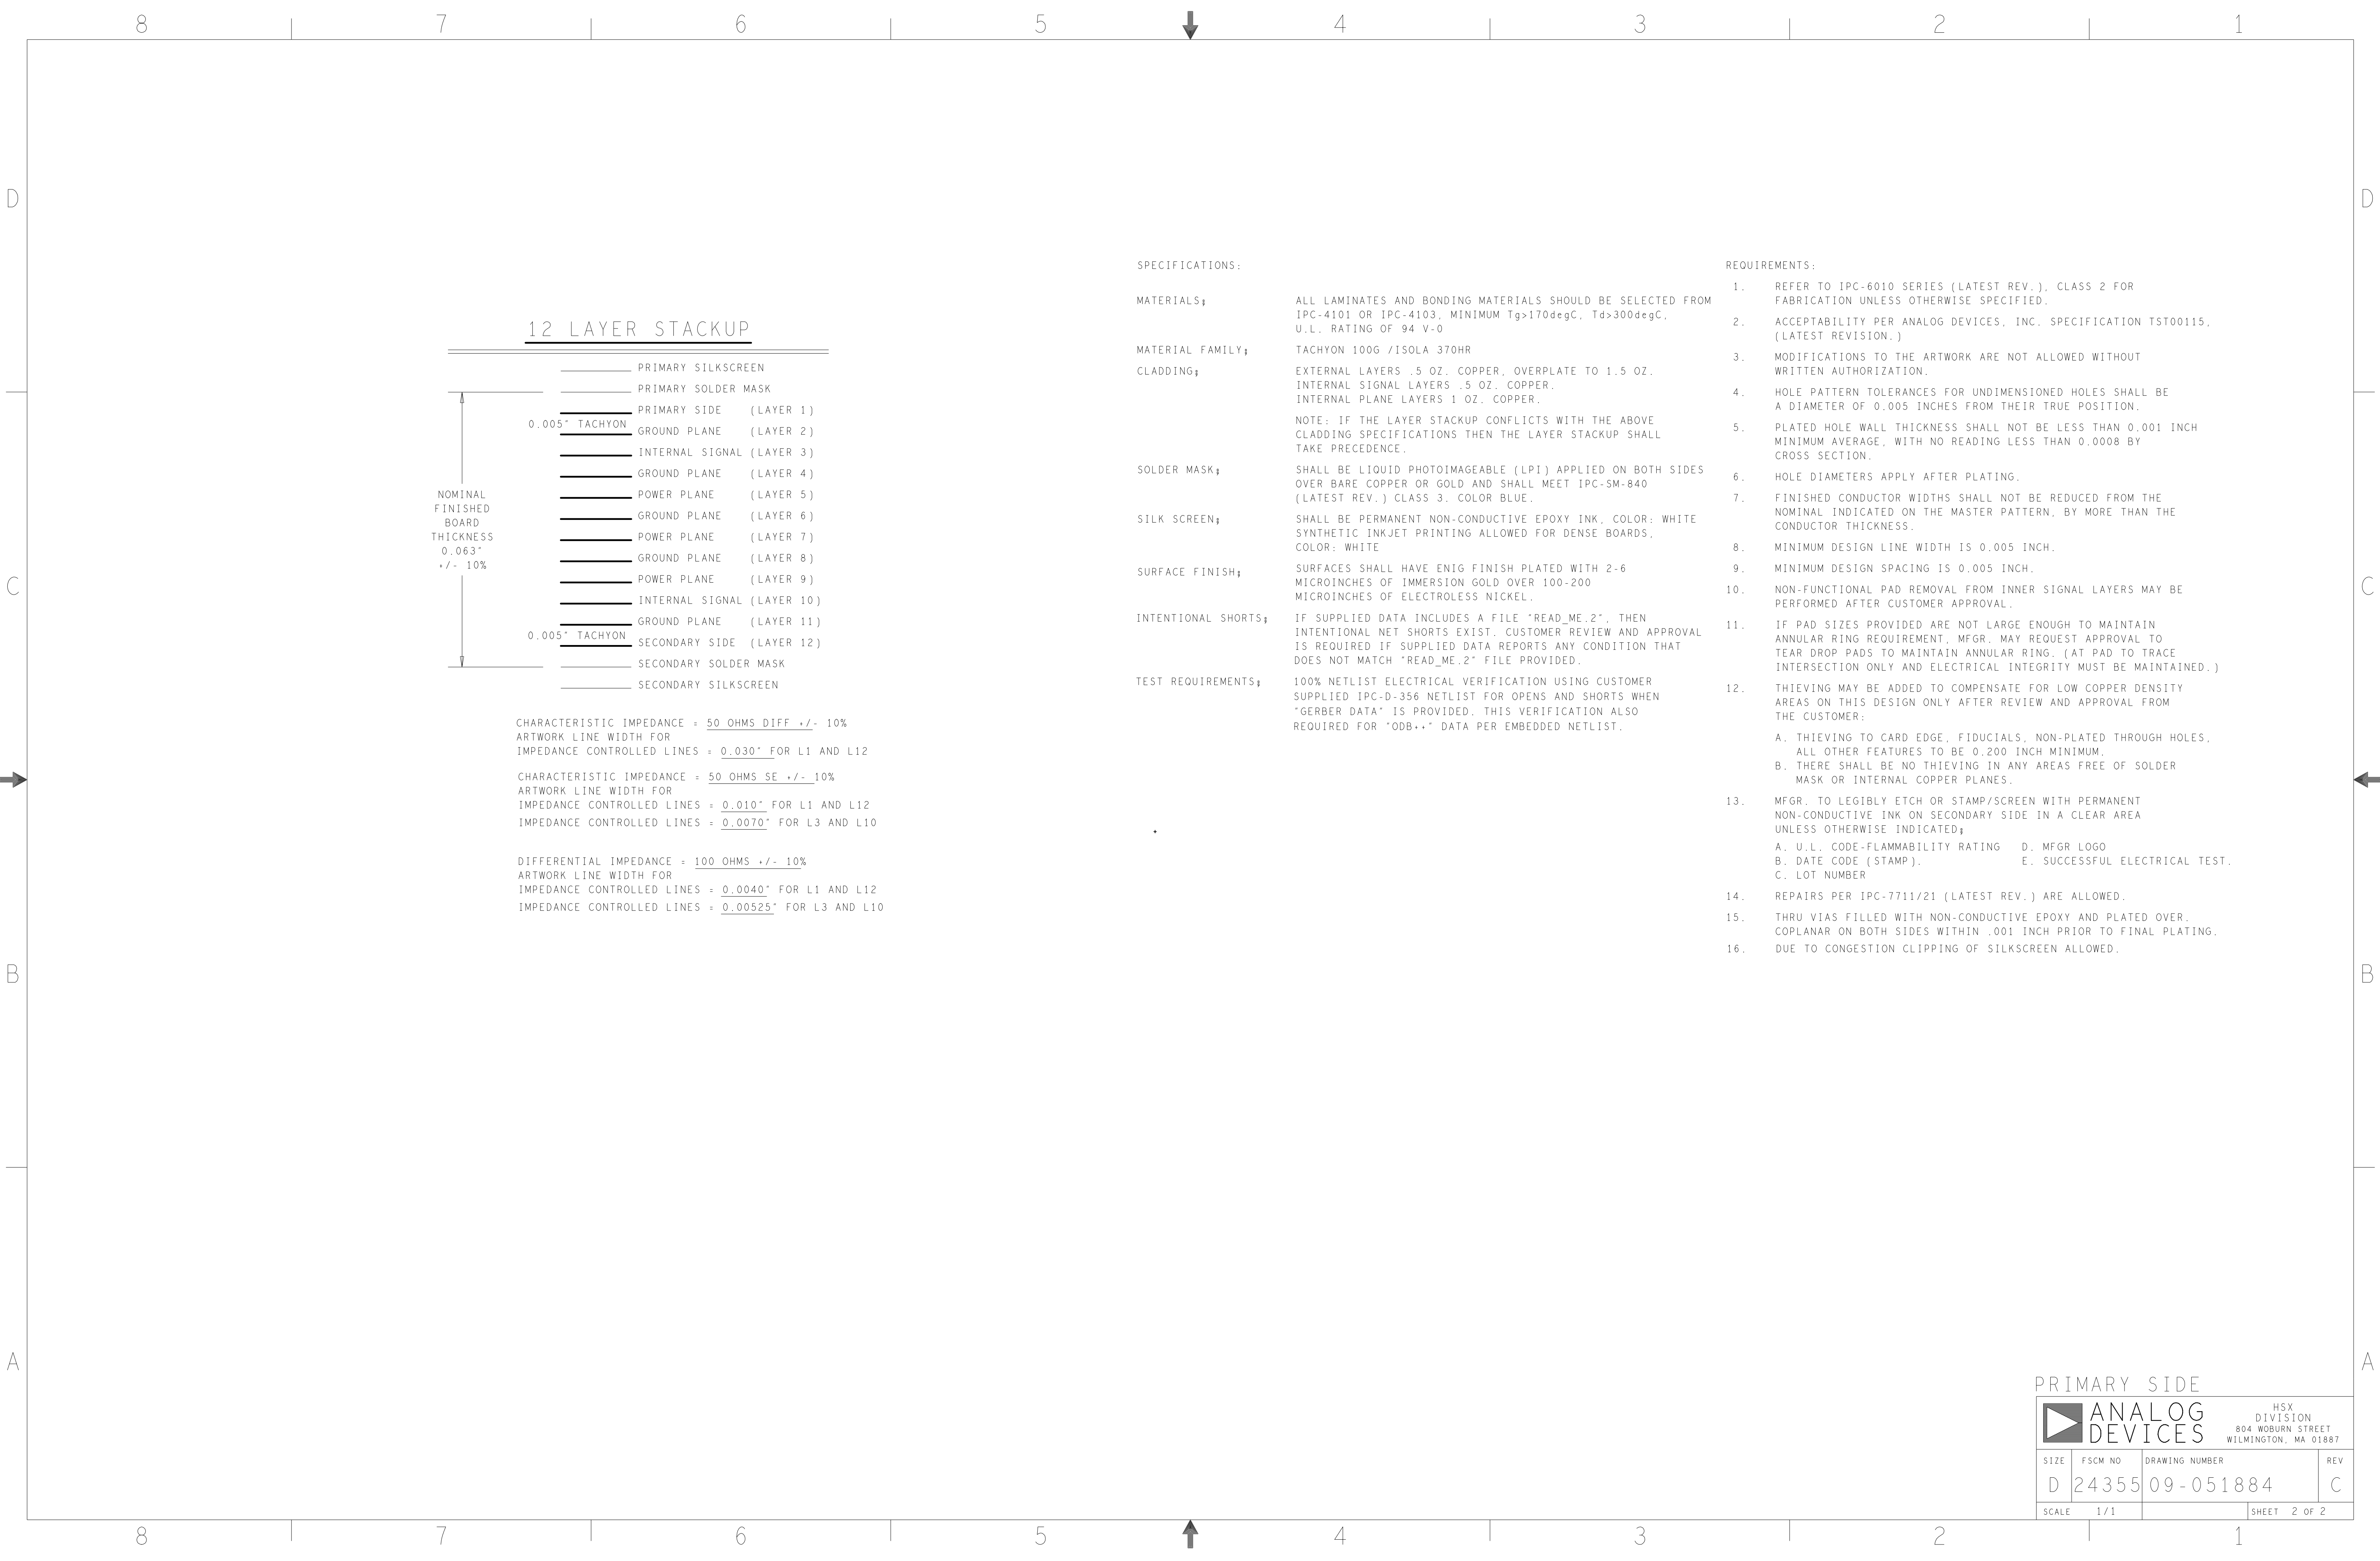 8 7 6 5 4 3 2 1
D
D
12 LAYER STACKUP
PRIMARY SILKSCREEN
PRIMARY SOLDER MASK
PRIMARY SIDE (LAYER 1)
0.005" TACHYON
GROUND PLANE (LAYER 2)
INTERNAL SIGNAL (LAYER 3)
GROUND PLANE (LAYER 4)
POWER PLANE (LAYER 5)
GROUND PLANE (LAYER 6)
POWER PLANE (LAYER 7)
GROUND PLANE (LAYER 8)
POWER PLANE (LAYER 9)
INTERNAL SIGNAL (LAYER 10)
GROUND PLANE (LAYER 11)
0.005" TACHYON
SECONDARY SIDE (LAYER 12)
SECONDARY SOLDER MASK
SECONDARY SILKSCREEN
NOMINAL
FINISHED
BOARD
THICKNESS
0.063"
+/- 10%
CHARACTERISTIC IMPEDANCE = 50 OHMS DIFF +/- 10%
ARTWORK LINE WIDTH FOR
IMPEDANCE CONTROLLED LINES = 0.030" FOR L1 AND L12
CHARACTERISTIC IMPEDANCE = 50 OHMS SE +/- 10%
ARTWORK LINE WIDTH FOR
IMPEDANCE CONTROLLED LINES = 0.010" FOR L1 AND L12
IMPEDANCE CONTROLLED LINES = 0.0070" FOR L3 AND L10
DIFFERENTIAL IMPEDANCE = 100 OHMS +/- 10%
ARTWORK LINE WIDTH FOR
IMPEDANCE CONTROLLED LINES = 0.0040" FOR L1 AND L12
IMPEDANCE CONTROLLED LINES = 0.00525" FOR L3 AND L10
SPECIFICATIONS:
MATERIALS: ALL LAMINATES AND BONDING MATERIALS SHOULD BE SELECTED FROM
IPC-4101 OR IPC-4103, MINIMUM Tg>170degC, Td>300degC,
U.L. RATING OF 94 V-0
MATERIAL FAMILY: TACHYON 100G /ISOLA 370HR
CLADDING: EXTERNAL LAYERS .5 OZ. COPPER, OVERPLATE TO 1.5 OZ.
INTERNAL SIGNAL LAYERS .5 OZ. COPPER.
INTERNAL PLANE LAYERS 1 OZ. COPPER.
NOTE: IF THE LAYER STACKUP CONFLICTS WITH THE ABOVE
CLADDING SPECIFICATIONS THEN THE LAYER STACKUP SHALL
TAKE PRECEDENCE.
SOLDER MASK: SHALL BE LIQUID PHOTOIMAGEABLE (LPI) APPLIED ON BOTH SIDES
OVER BARE COPPER OR GOLD AND SHALL MEET IPC-SM-840
(LATEST REV.) CLASS 3. COLOR BLUE.
SILK SCREEN: SHALL BE PERMANENT NON-CONDUCTIVE EPOXY INK, COLOR: WHITE
SYNTHETIC INKJET PRINTING ALLOWED FOR DENSE BOARDS,
COLOR: WHITE
SURFACE FINISH: SURFACES SHALL HAVE ENIG FINISH PLATED WITH 2-6
MICROINCHES OF IMMERSION GOLD OVER 100-200
MICROINCHES OF ELECTROLESS NICKEL.
INTENTIONAL SHORTS: IF SUPPLIED DATA INCLUDES A FILE "READ_ME.2", THEN
INTENTIONAL NET SHORTS EXIST. CUSTOMER REVIEW AND APPROVAL
IS REQUIRED IF SUPPLIED DATA REPORTS ANY CONDITION THAT
DOES NOT MATCH "READ_ME.2" FILE PROVIDED.
TEST REQUIREMENTS: 100% NETLIST ELECTRICAL VERIFICATION USING CUSTOMER
SUPPLIED IPC-D-356 NETLIST FOR OPENS AND SHORTS WHEN
"GERBER DATA" IS PROVIDED. THIS VERIFICATION ALSO
REQUIRED FOR "ODB++" DATA PER EMBEDDED NETLIST.
REQUIREMENTS:
1. REFER TO IPC-6010 SERIES (LATEST REV.), CLASS 2 FOR
FABRICATION UNLESS OTHERWISE SPECIFIED.
2. ACCEPTABILITY PER ANALOG DEVICES, INC. SPECIFICATION TST00115,
(LATEST REVISION.)
3. MODIFICATIONS TO THE ARTWORK ARE NOT ALLOWED WITHOUT
WRITTEN AUTHORIZATION.
4. HOLE PATTERN TOLERANCES FOR UNDIMENSIONED HOLES SHALL BE
A DIAMETER OF 0.005 INCHES FROM THEIR TRUE POSITION.
5. PLATED HOLE WALL THICKNESS SHALL NOT BE LESS THAN 0.001 INCH
MINIMUM AVERAGE, WITH NO READING LESS THAN 0.0008 BY
CROSS SECTION.
6. HOLE DIAMETERS APPLY AFTER PLATING.
7. FINISHED CONDUCTOR WIDTHS SHALL NOT BE REDUCED FROM THE
NOMINAL INDICATED ON THE MASTER PATTERN, BY MORE THAN THE
CONDUCTOR THICKNESS.
8. MINIMUM DESIGN LINE WIDTH IS 0.005 INCH.
9. MINIMUM DESIGN SPACING IS 0.005 INCH.
10. NON-FUNCTIONAL PAD REMOVAL FROM INNER SIGNAL LAYERS MAY BE
PERFORMED AFTER CUSTOMER APPROVAL.
11. IF PAD SIZES PROVIDED ARE NOT LARGE ENOUGH TO MAINTAIN
ANNULAR RING REQUIREMENT, MFGR. MAY REQUEST APPROVAL TO
TEAR DROP PADS TO MAINTAIN ANNULAR RING. (AT PAD TO TRACE
INTERSECTION ONLY AND ELECTRICAL INTEGRITY MUST BE MAINTAINED.)
12. THIEVING MAY BE ADDED TO COMPENSATE FOR LOW COPPER DENSITY
AREAS ON THIS DESIGN ONLY AFTER REVIEW AND APPROVAL FROM
THE CUSTOMER:
A. THIEVING TO CARD EDGE, FIDUCIALS, NON-PLATED THROUGH HOLES,
ALL OTHER FEATURES TO BE 0.200 INCH MINIMUM.
B. THERE SHALL BE NO THIEVING IN ANY AREAS FREE OF SOLDER
MASK OR INTERNAL COPPER PLANES.
13. MFGR. TO LEGIBLY ETCH OR STAMP/SCREEN WITH PERMANENT
NON-CONDUCTIVE INK ON SECONDARY SIDE IN A CLEAR AREA
UNLESS OTHERWISE INDICATED:
A. U.L. CODE-FLAMMABILITY RATING D. MFGR LOGO
B. DATE CODE (STAMP). E. SUCCESSFUL ELECTRICAL TEST.
C. LOT NUMBER
14. REPAIRS PER IPC-7711/21 (LATEST REV.) ARE ALLOWED.
15. THRU VIAS FILLED WITH NON-CONDUCTIVE EPOXY AND PLATED OVER.
COPLANAR ON BOTH SIDES WITHIN .001 INCH PRIOR TO FINAL PLATING.
16. DUE TO CONGESTION CLIPPING OF SILKSCREEN ALLOWED.
C
C
B
B
A
A
PRIMARY SIDE
ANALOG
DEVICES
HSX
DIVISION
804 WOBURN STREET
WILMINGTON, MA 01887
SIZE FSCM NO DRAWING NUMBER REV
D 24355 09-051884 C
SCALE 1/1 SHEET 2 OF 2
8 7 6 5 4 3 2 1